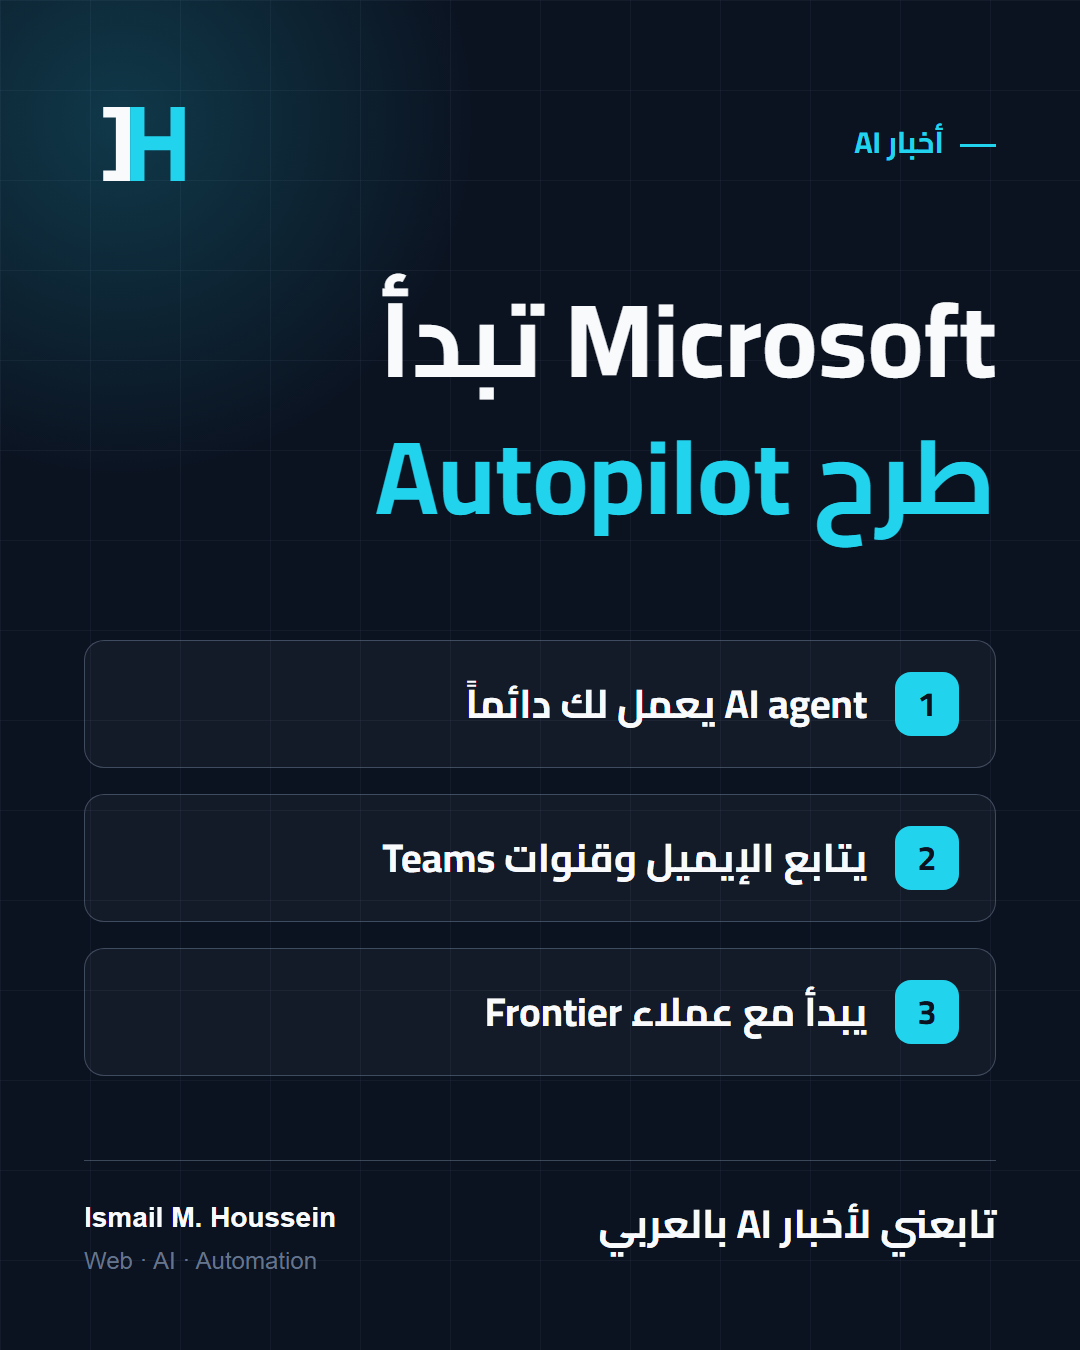 IH
أخبار AI
Microsoft تبدأ
طرح Autopilot
1 AI agent يعمل لك دائماً
2 يتابع الإيميل وقنوات Teams
3 يبدأ مع عملاء Frontier
تابعني لأخبار AI بالعربي
Ismail M. Houssein
Web · AI · Automation